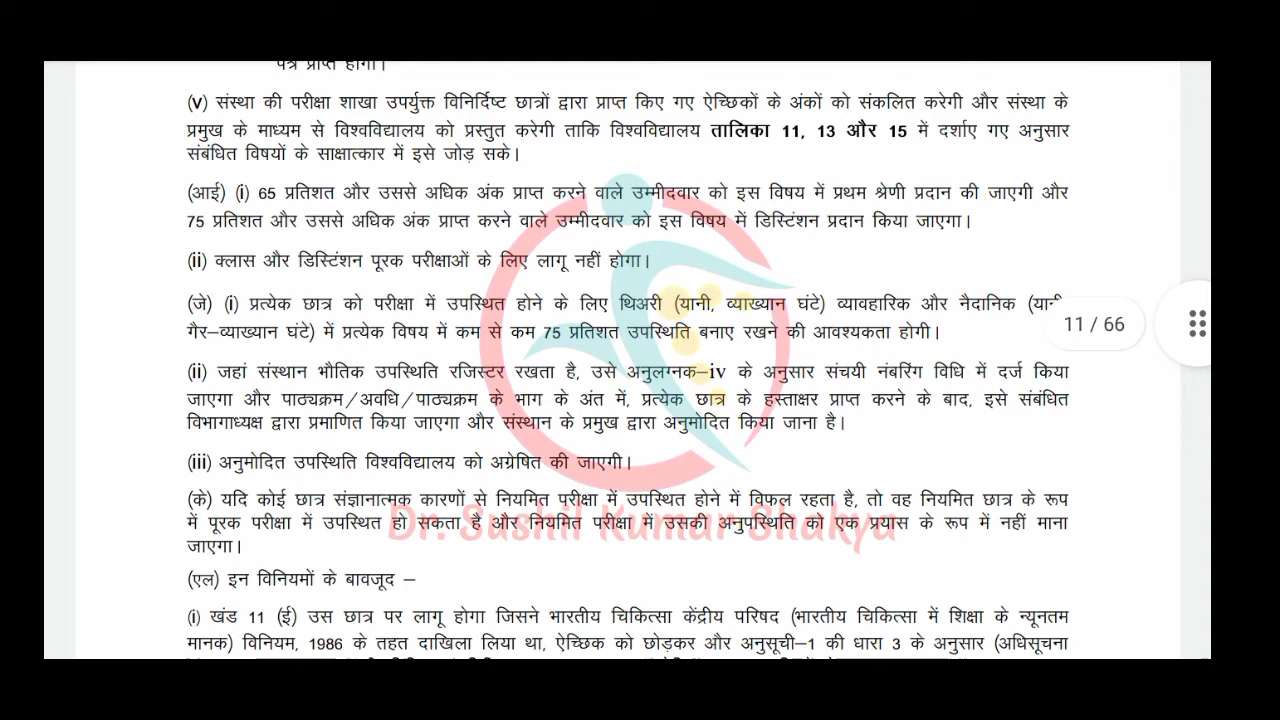 पत्र प्राप्त होगा।
(v) संस्था की परीक्षा शाखा उपर्युक्त विनिर्दिष्ट छात्रों द्वारा प्राप्त किए गए ऐच्छिकों के अंकों को संकलित करेगी और संस्था के
प्रमुख के माध्यम से विश्वविद्यालय को प्रस्तुत करेगी ताकि विश्वविद्यालय तालिका 11, 13 और 15 में दर्शाए गए अनुसार
संबंधित विषयों के साक्षात्कार में इसे जोड़ सके।
(आई) (i) 65 प्रतिशत और उससे अधिक अंक प्राप्त करने वाले उम्मीदवार को इस विषय में प्रथम श्रेणी प्रदान की जाएगी और
75 प्रतिशत और उससे अधिक अंक प्राप्त करने वाले उम्मीदवार को इस विषय में डिस्टिंशन प्रदान किया जाएगा।
(ii) क्लास और डिस्टिंशन पूरक परीक्षाओं के लिए लागू नहीं होगा।
(जे) (i) प्रत्येक छात्र को परीक्षा में उपस्थित होने के लिए थिअरी (यानी, व्याख्यान घंटे) व्यावहारिक और नैदानिक (यानी
गैर–व्याख्यान घंटे) में प्रत्येक विषय में कम से कम 75 प्रतिशत उपस्थिति बनाए रखने की आवश्यकता होगी।
11 / 66
(ii) जहां संस्थान भौतिक उपस्थिति रजिस्टर रखता है, उसे अनुलग्नक–iv के अनुसार संचयी नंबरिंग विधि में दर्ज किया
जाएगा और पाठ्यक्रम/अवधि/पाठ्यक्रम के भाग के अंत में, प्रत्येक छात्र के हस्ताक्षर प्राप्त करने के बाद, इसे संबंधित
विभागाध्यक्ष द्वारा प्रमाणित किया जाएगा और संस्थान के प्रमुख द्वारा अनुमोदित किया जाना है।
(iii) अनुमोदित उपस्थिति विश्वविद्यालय को अग्रेषित की जाएगी।
(के) यदि कोई छात्र संज्ञानात्मक कारणों से नियमित परीक्षा में उपस्थित होने में विफल रहता है, तो वह नियमित छात्र के रूप
में पूरक परीक्षा में उपस्थित हो सकता है और नियमित परीक्षा में उसकी अनुपस्थिति को एक प्रयास के रूप में नहीं माना
जाएगा।
Dr. Sushil Kumar Shakya
(एल) इन विनियमों के बावजूद –
(i) खंड 11 (ई) उस छात्र पर लागू होगा जिसने भारतीय चिकित्सा केंद्रीय परिषद (भारतीय चिकित्सा में शिक्षा के न्यूनतम
मानक) विनियम, 1986 के तहत दाखिला लिया था, ऐच्छिक को छोड़कर और अनुसूची–1 की धारा 3 के अनुसार (अधिसूचना